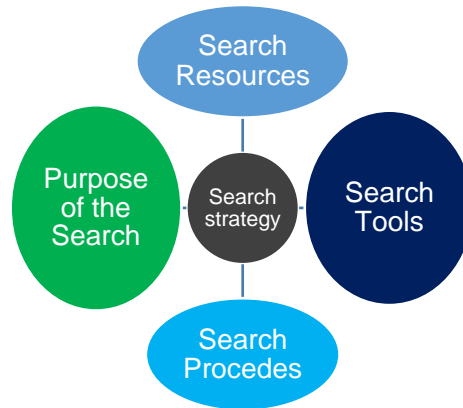 Search
Resources
Purpose
of the
Search
Search
strategy
Search
Tools
Search
Procedes